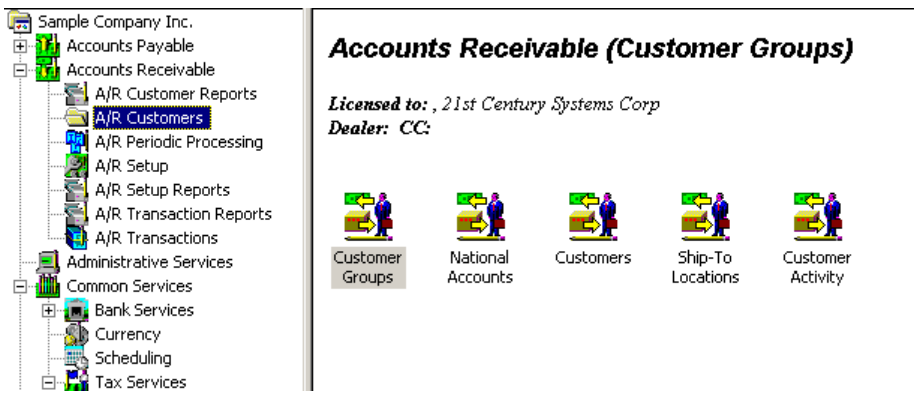 Sample Company Inc.
Accounts Payable
Accounts Receivable
A/R Customer Reports
A/R Customers
A/R Periodic Processing
A/R Setup
A/R Setup Reports
A/R Transaction Reports
A/R Transactions
Administrative Services
Common Services
Bank Services
Currency
Scheduling
Tax Services
Accounts Receivable (Customer Groups)
Licensed to: , 21st Century Systems Corp
Dealer: CC:
Customer
Groups
National
Accounts
Customers
Ship-To
Locations
Customer
Activity